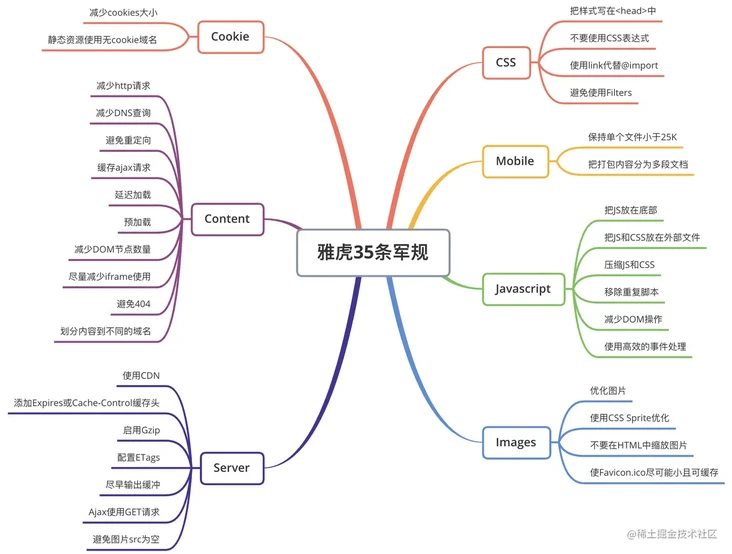 雅虎35条军规
Cookie
减少cookies大小
静态资源使用无cookie域名
Content
减少http请求
减少DNS查询
避免重定向
缓存ajax请求
延迟加载
预加载
减少DOM节点数量
尽量减少iframe使用
避免404
划分内容到不同的域名
Server
使用CDN
添加Expires或Cache-Control缓存头
启用Gzip
配置ETags
尽早输出缓冲
Ajax使用GET请求
避免图片src为空
CSS
把样式写在<head>中
不要使用CSS表达式
使用link代替@import
避免使用Filters
Mobile
保持单个文件小于25K
把打包内容分为多段文档
Javascript
把JS放在底部
把JS和CSS放在外部文件
压缩JS和CSS
移除重复脚本
减少DOM操作
使用高效的事件处理
Images
优化图片
使用CSS Sprite优化
不要在HTML中缩放图片
使Favicon.ico尽可能小且可缓存
@稀土掘金技术社区